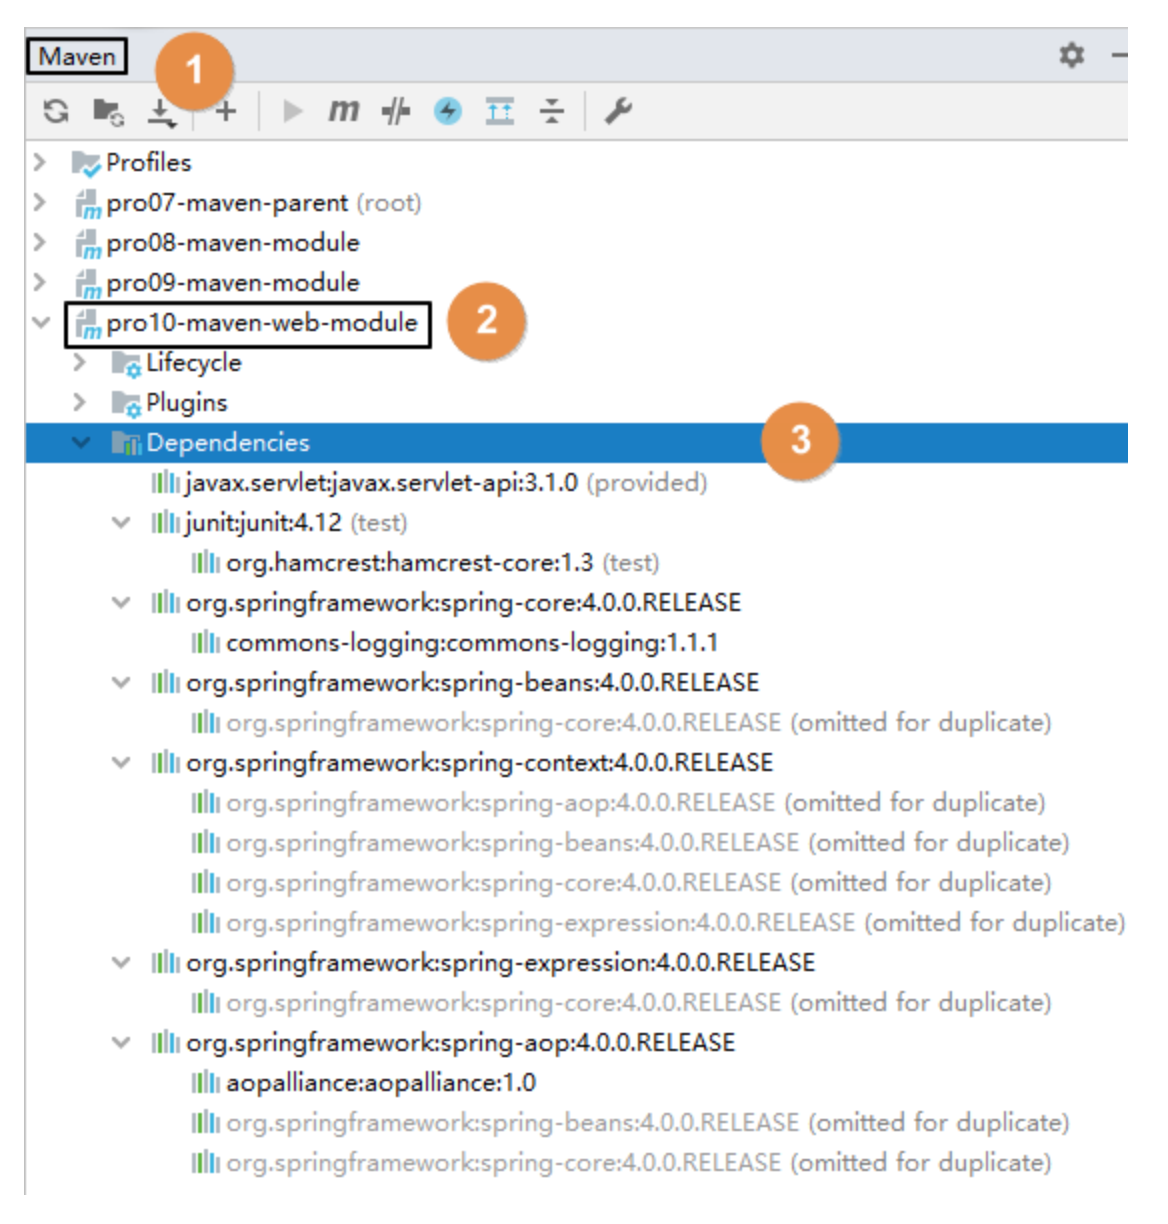 Maven
1
m
Profiles
pro07-maven-parent (root)
pro08-maven-module
pro09-maven-module
pro10-maven-web-module
2
Lifecycle
Plugins
Dependencies
3
javax.servlet:javax.servlet-api:3.1.0 (provided)
junit:junit:4.12 (test)
org.hamcrest:hamcrest-core:1.3 (test)
org.springframework:spring-core:4.0.0.RELEASE
commons-logging:commons-logging:1.1.1
org.springframework:spring-beans:4.0.0.RELEASE
org.springframework:spring-core:4.0.0.RELEASE (omitted for duplicate)
org.springframework:spring-context:4.0.0.RELEASE
org.springframework:spring-aop:4.0.0.RELEASE (omitted for duplicate)
org.springframework:spring-beans:4.0.0.RELEASE (omitted for duplicate)
org.springframework:spring-core:4.0.0.RELEASE (omitted for duplicate)
org.springframework:spring-expression:4.0.0.RELEASE (omitted for duplicate)
org.springframework:spring-expression:4.0.0.RELEASE
org.springframework:spring-core:4.0.0.RELEASE (omitted for duplicate)
org.springframework:spring-aop:4.0.0.RELEASE
aopalliance:aopalliance:1.0
org.springframework:spring-beans:4.0.0.RELEASE (omitted for duplicate)
org.springframework:spring-core:4.0.0.RELEASE (omitted for duplicate)